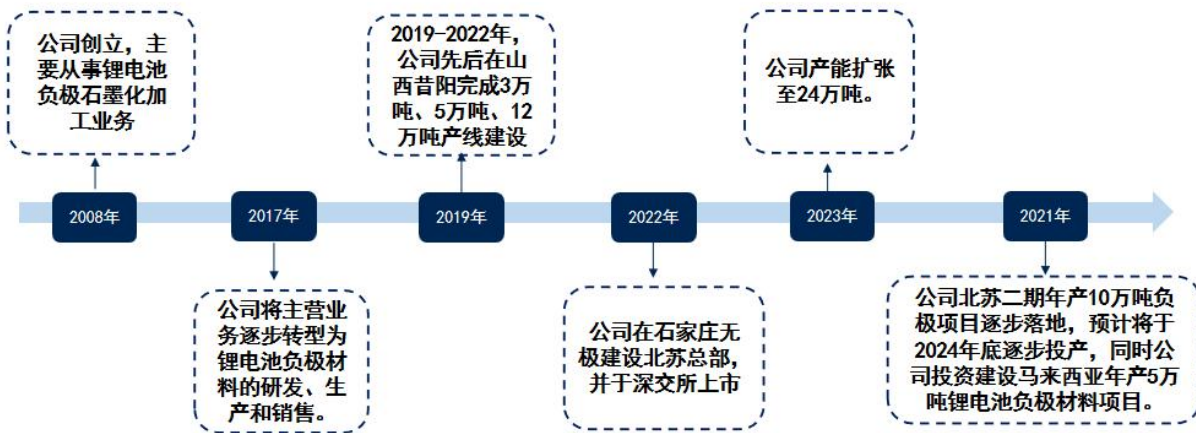 公司创立，主
要从事锂电池
负极石墨化加
工业务
2019-2022年，
公司先后在山
西昔阳完成3万
吨、5万吨、12
万吨产线建设
公司产能扩张
至24万吨。
2008年
2017年
2019年
2022年
2023年
2021年
公司将主营业
务逐步转型为
锂电池负极材
料的研发、生
产和销售。
公司在石家庄无
极建设北苏总部，
并于深交所上市
公司北苏二期年产10万吨负
极项目逐步落地，预计将于
2024年底逐步投产，同时公
司投资建设马来西亚年产5万
吨锂电池负极材料项目。